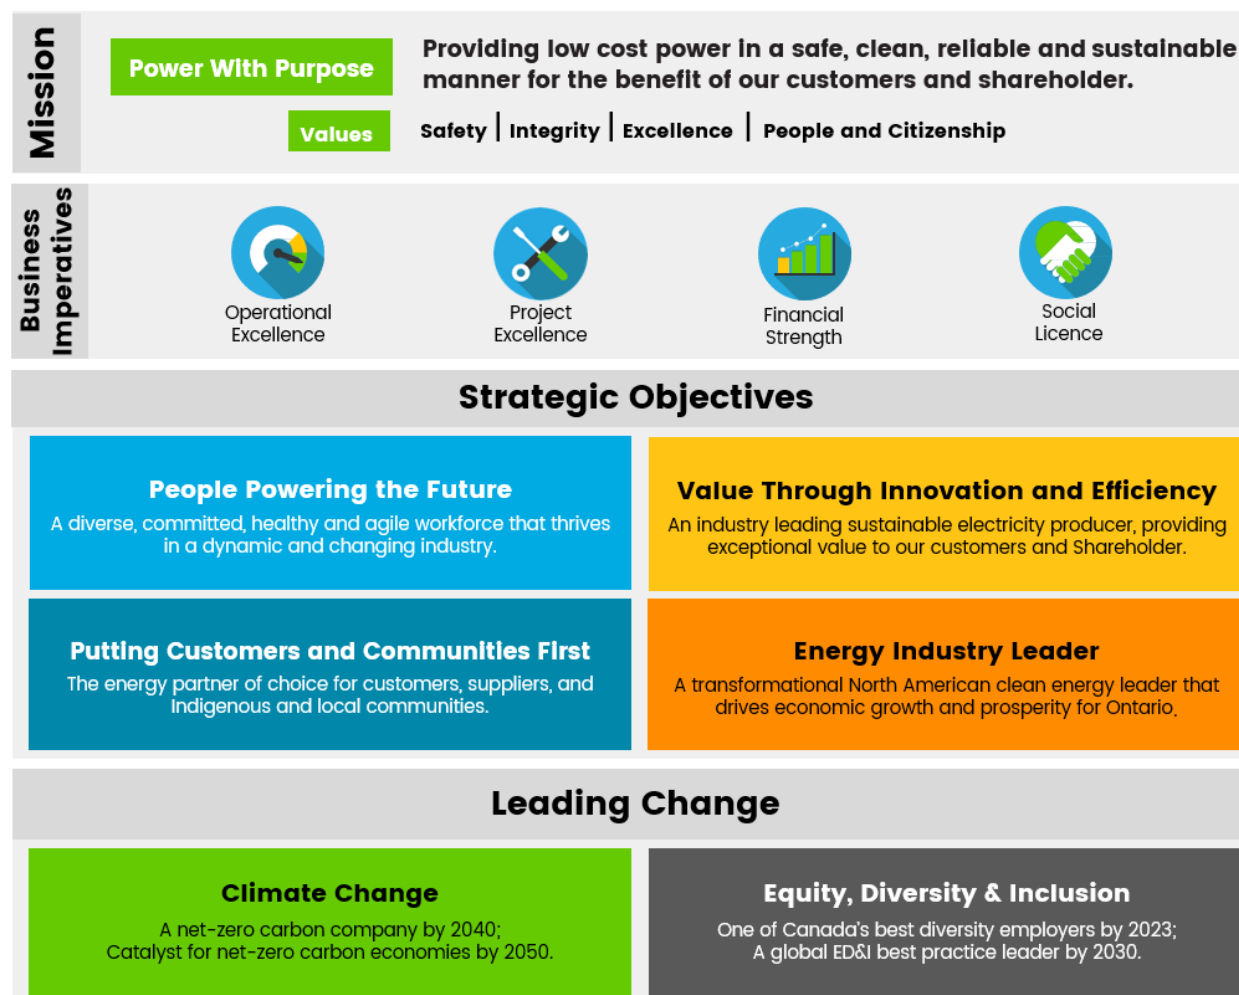 Mission
Power With Purpose
Providing low cost power in a safe, clean, reliable and sustainable
manner for the benefit of our customers and shareholder.
Values
Safety | Integrity | Excellence | People and Citizenship
Business
Imperatives
Operational
Excellence
Project
Excellence
Financial
Strength
Social
Licence
Strategic Objectives
People Powering the Future
A diverse, committed, healthy and agile workforce that thrives
in a dynamic and changing industry.
Value Through Innovation and Efficiency
An industry leading sustainable electricity producer, providing
exceptional value to our customers and Shareholder.
Putting Customers and Communities First
The energy partner of choice for customers, suppliers, and
Indigenous and local communities.
Energy Industry Leader
A transformational North American clean energy leader that
drives economic growth and prosperity for Ontario.
Leading Change
Climate Change
A net-zero carbon company by 2040;
Catalyst for net-zero carbon economies by 2050.
Equity, Diversity & Inclusion
One of Canada's best diversity employers by 2023;
A global ED&I best practice leader by 2030.